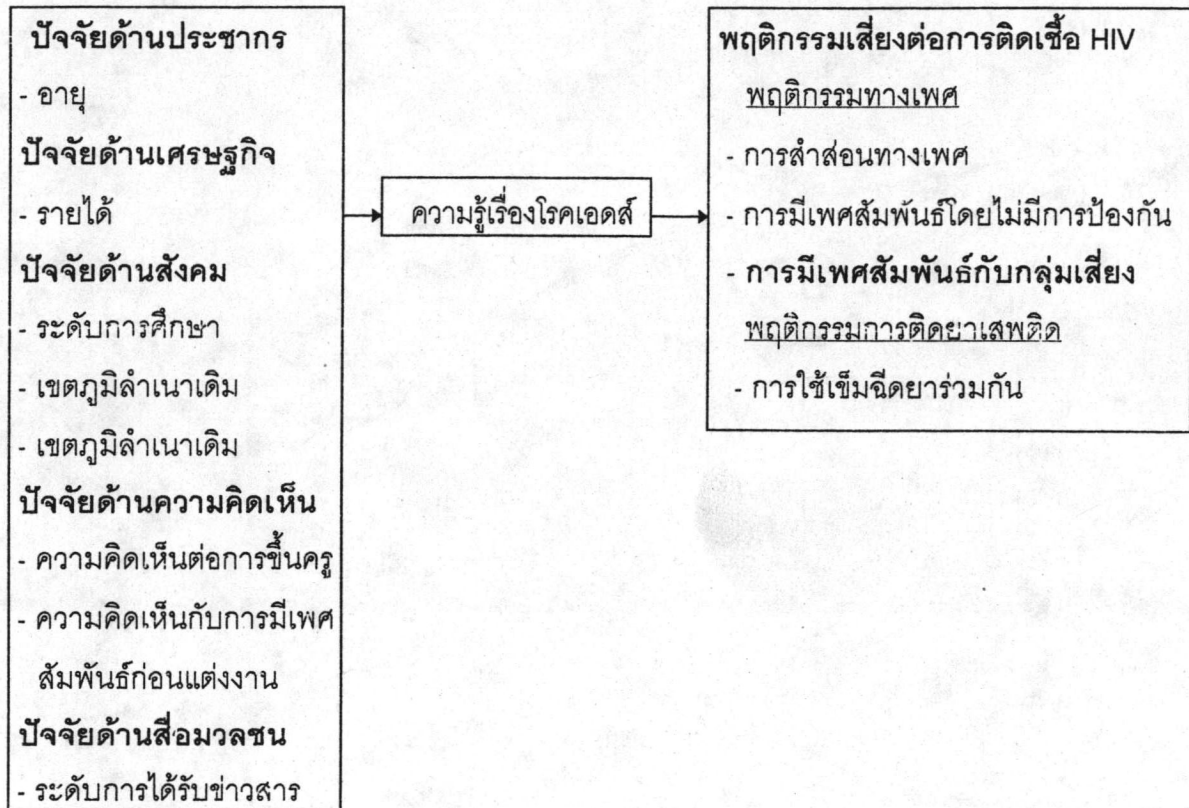 ปัจจัยด้านประชากร
- อายุ
ปัจจัยด้านเศรษฐกิจ
- รายได้
ปัจจัยด้านสังคม
- ระดับการศึกษา
- เขตภูมิลำเนาเดิม
- เขตภูมิลำเนาเดิม
ปัจจัยด้านความคิดเห็น
- ความคิดเห็นต่อการขึ้นครู
- ความคิดเห็นกับการมีเพศ
สัมพันธ์ก่อนแต่งงาน
ปัจจัยด้านสื่อมวลชน
- ระดับการได้รับข่าวสาร
ความรู้เรื่องโรคเอดส์
พฤติกรรมเสี่ยงต่อการติดเชื้อ HIV
พฤติกรรมทางเพศ
- การสำส่อนทางเพศ
- การมีเพศสัมพันธ์โดยไม่มีการป้องกัน
- การมีเพศสัมพันธ์กับกลุ่มเสี่ยง
พฤติกรรมการติดยาเสพติด
- การใช้เข็มฉีดยาร่วมกัน